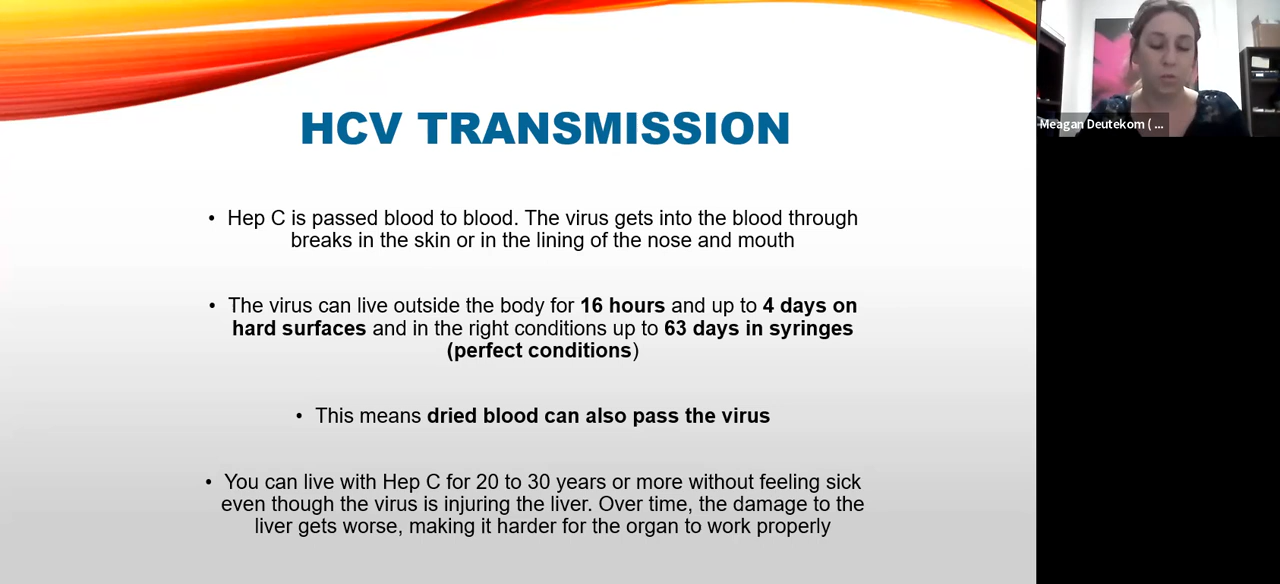 HCV TRANSMISSION
• Hep C is passed blood to blood. The virus gets into the blood through
breaks in the skin or in the lining of the nose and mouth
• The virus can live outside the body for 16 hours and up to 4 days on
hard surfaces and in the right conditions up to 63 days in syringes
(perfect conditions)
• This means dried blood can also pass the virus
• You can live with Hep C for 20 to 30 years or more without feeling sick
even though the virus is injuring the liver. Over time, the damage to the
liver gets worse, making it harder for the organ to work properly
Meagan Deutekom ( ...